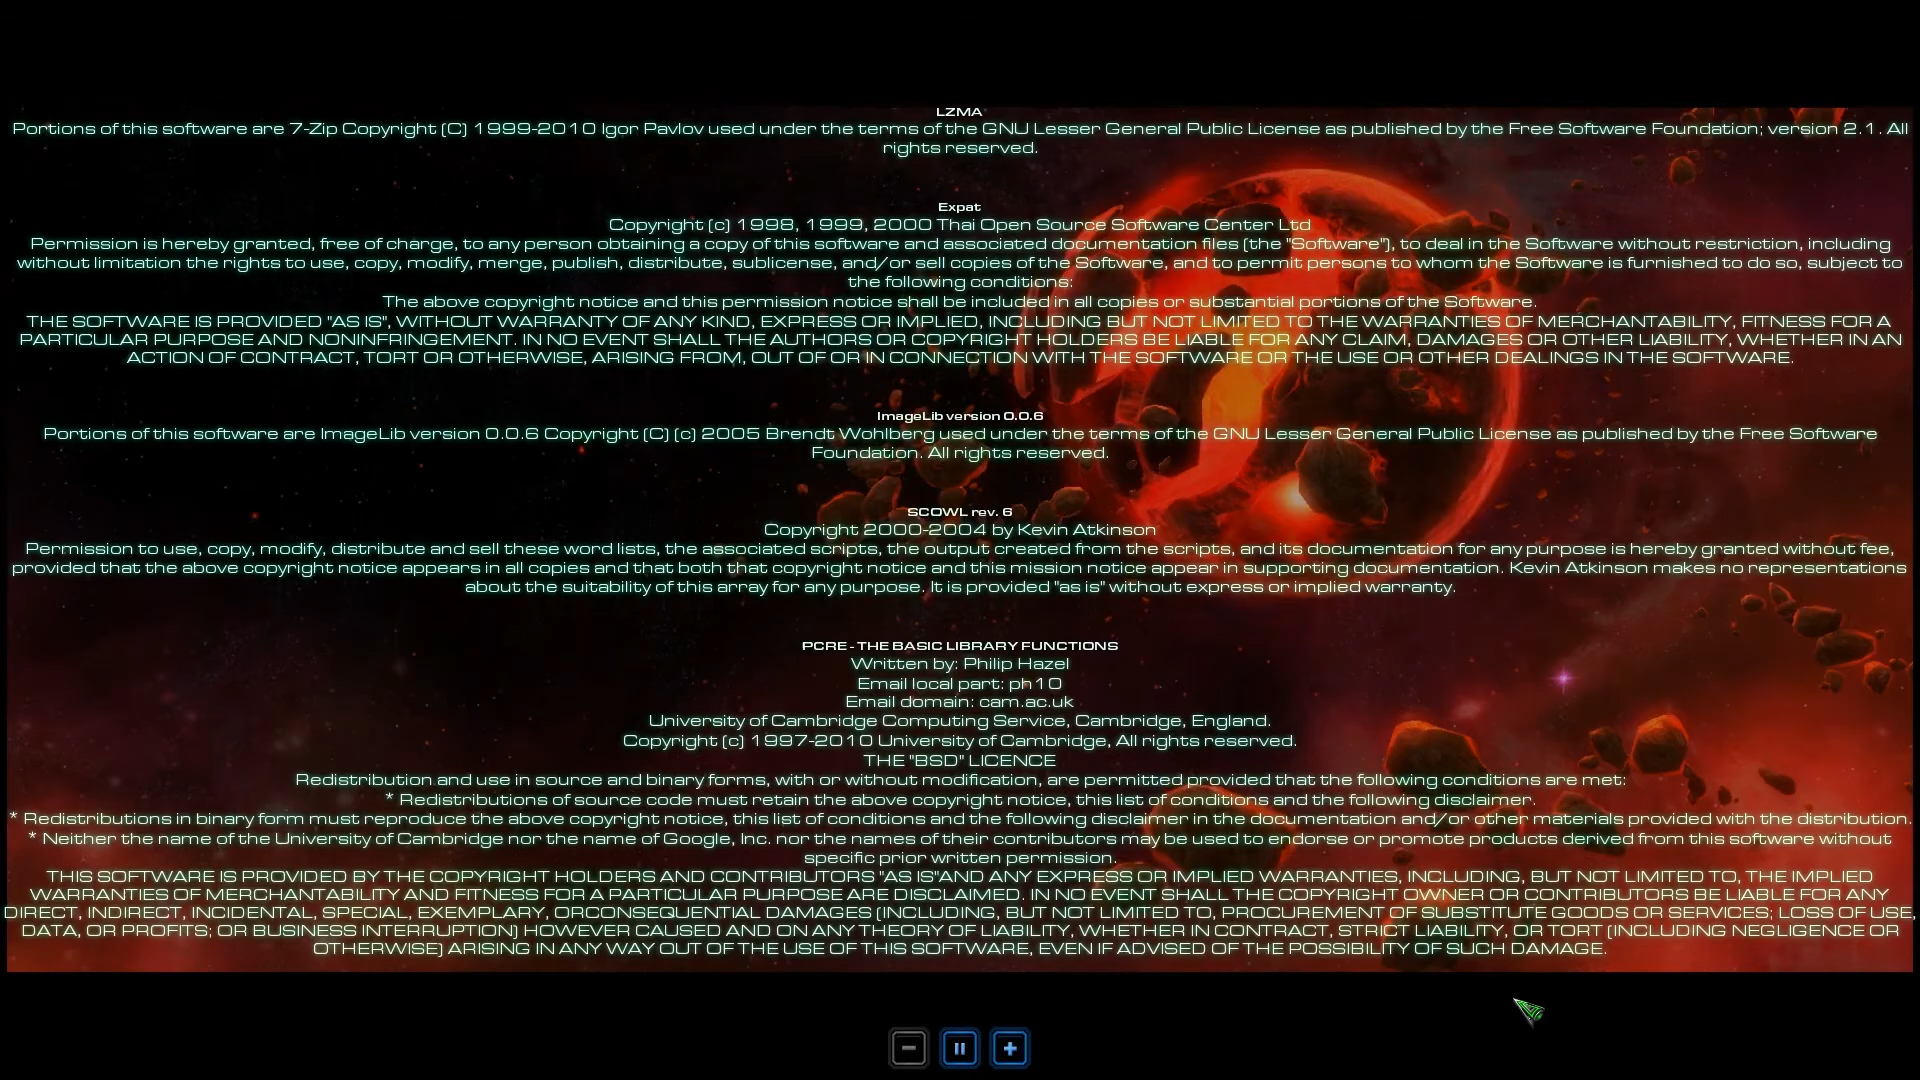 LZMA
Portions of this software are 7-Zip Copyright (C) 1999-2010 Igor Pavlov used under the terms of the GNU Lesser General Public License as published by the Free Software Foundation; version 2.1. All
rights reserved.
Expat
Copyright (c) 1998, 1999, 2000 Thai Open Source Software Center Ltd
Permission is hereby granted, free of charge, to any person obtaining a copy of this software and associated documentation files (the "Software"), to deal in the Software without restriction, including
without limitation the rights to use, copy, modify, merge, publish, distribute, sublicense, and/or sell copies of the Software, and to permit persons to whom the Software is furnished to do so, subject to
the following conditions:
The above copyright notice and this permission notice shall be included in all copies or substantial portions of the Software.
THE SOFTWARE IS PROVIDED "AS IS", WITHOUT WARRANTY OF ANY KIND, EXPRESS OR IMPLIED, INCLUDING BUT NOT LIMITED TO THE WARRANTIES OF MERCHANTABILITY, FITNESS FOR A
PARTICULAR PURPOSE AND NONINFRINGEMENT. IN NO EVENT SHALL THE AUTHORS OR COPYRIGHT HOLDERS BE LIABLE FOR ANY CLAIM, DAMAGES OR OTHER LIABILITY, WHETHER IN AN
ACTION OF CONTRACT, TORT OR OTHERWISE, ARISING FROM, OUT OF OR IN CONNECTION WITH THE SOFTWARE OR THE USE OR OTHER DEALINGS IN THE SOFTWARE.
ImageLib version 0.0.6
Portions of this software are ImageLib version 0.0.6 Copyright (C) (c) 2005 Brendt Wohlberg used under the terms of the GNU Lesser General Public License as published by the Free Software
Foundation. All rights reserved.
SCOWL rev. 6
Copyright 2000-2004 by Kevin Atkinson
Permission to use, copy, modify, distribute and sell these word lists, the associated scripts, the output created from the scripts, and its documentation for any purpose is hereby granted without fee,
provided that the above copyright notice appears in all copies and that both that copyright notice and this mission notice appear in supporting documentation. Kevin Atkinson makes no representations
about the suitability of this array for any purpose. It is provided "as is" without express or implied warranty.
PCRE - THE BASIC LIBRARY FUNCTIONS
Written by: Philip Hazel
Email local part: ph10
Email domain: cam.ac.uk
University of Cambridge Computing Service, Cambridge, England.
Copyright (c) 1997-2010 University of Cambridge, All rights reserved.
THE "BSD" LICENCE
Redistribution and use in source and binary forms, with or without modification, are permitted provided that the following conditions are met:
* Redistributions of source code must retain the above copyright notice, this list of conditions and the following disclaimer.
* Redistributions in binary form must reproduce the above copyright notice, this list of conditions and the following disclaimer in the documentation and/or other materials provided with the distribution.
* Neither the name of the University of Cambridge nor the name of Google, Inc. nor the names of their contributors may be used to endorse or promote products derived from this software without
specific prior written permission.
THIS SOFTWARE IS PROVIDED BY THE COPYRIGHT HOLDERS AND CONTRIBUTORS "AS IS"AND ANY EXPRESS OR IMPLIED WARRANTIES, INCLUDING, BUT NOT LIMITED TO, THE IMPLIED
WARRANTIES OF MERCHANTABILITY AND FITNESS FOR A PARTICULAR PURPOSE ARE DISCLAIMED. IN NO EVENT SHALL THE COPYRIGHT OWNER OR CONTRIBUTORS BE LIABLE FOR ANY
DIRECT, INDIRECT, INCIDENTAL, SPECIAL, EXEMPLARY, ORCONSEQUENTIAL DAMAGES (INCLUDING, BUT NOT LIMITED TO, PROCUREMENT OF SUBSTITUTE GOODS OR SERVICES; LOSS OF USE,
DATA, OR PROFITS; OR BUSINESS INTERRUPTION) HOWEVER CAUSED AND ON ANY THEORY OF LIABILITY, WHETHER IN CONTRACT, STRICT LIABILITY, OR TORT (INCLUDING NEGLIGENCE OR
OTHERWISE) ARISING IN ANY WAY OUT OF THE USE OF THIS SOFTWARE, EVEN IF ADVISED OF THE POSSIBILITY OF SUCH DAMAGE.